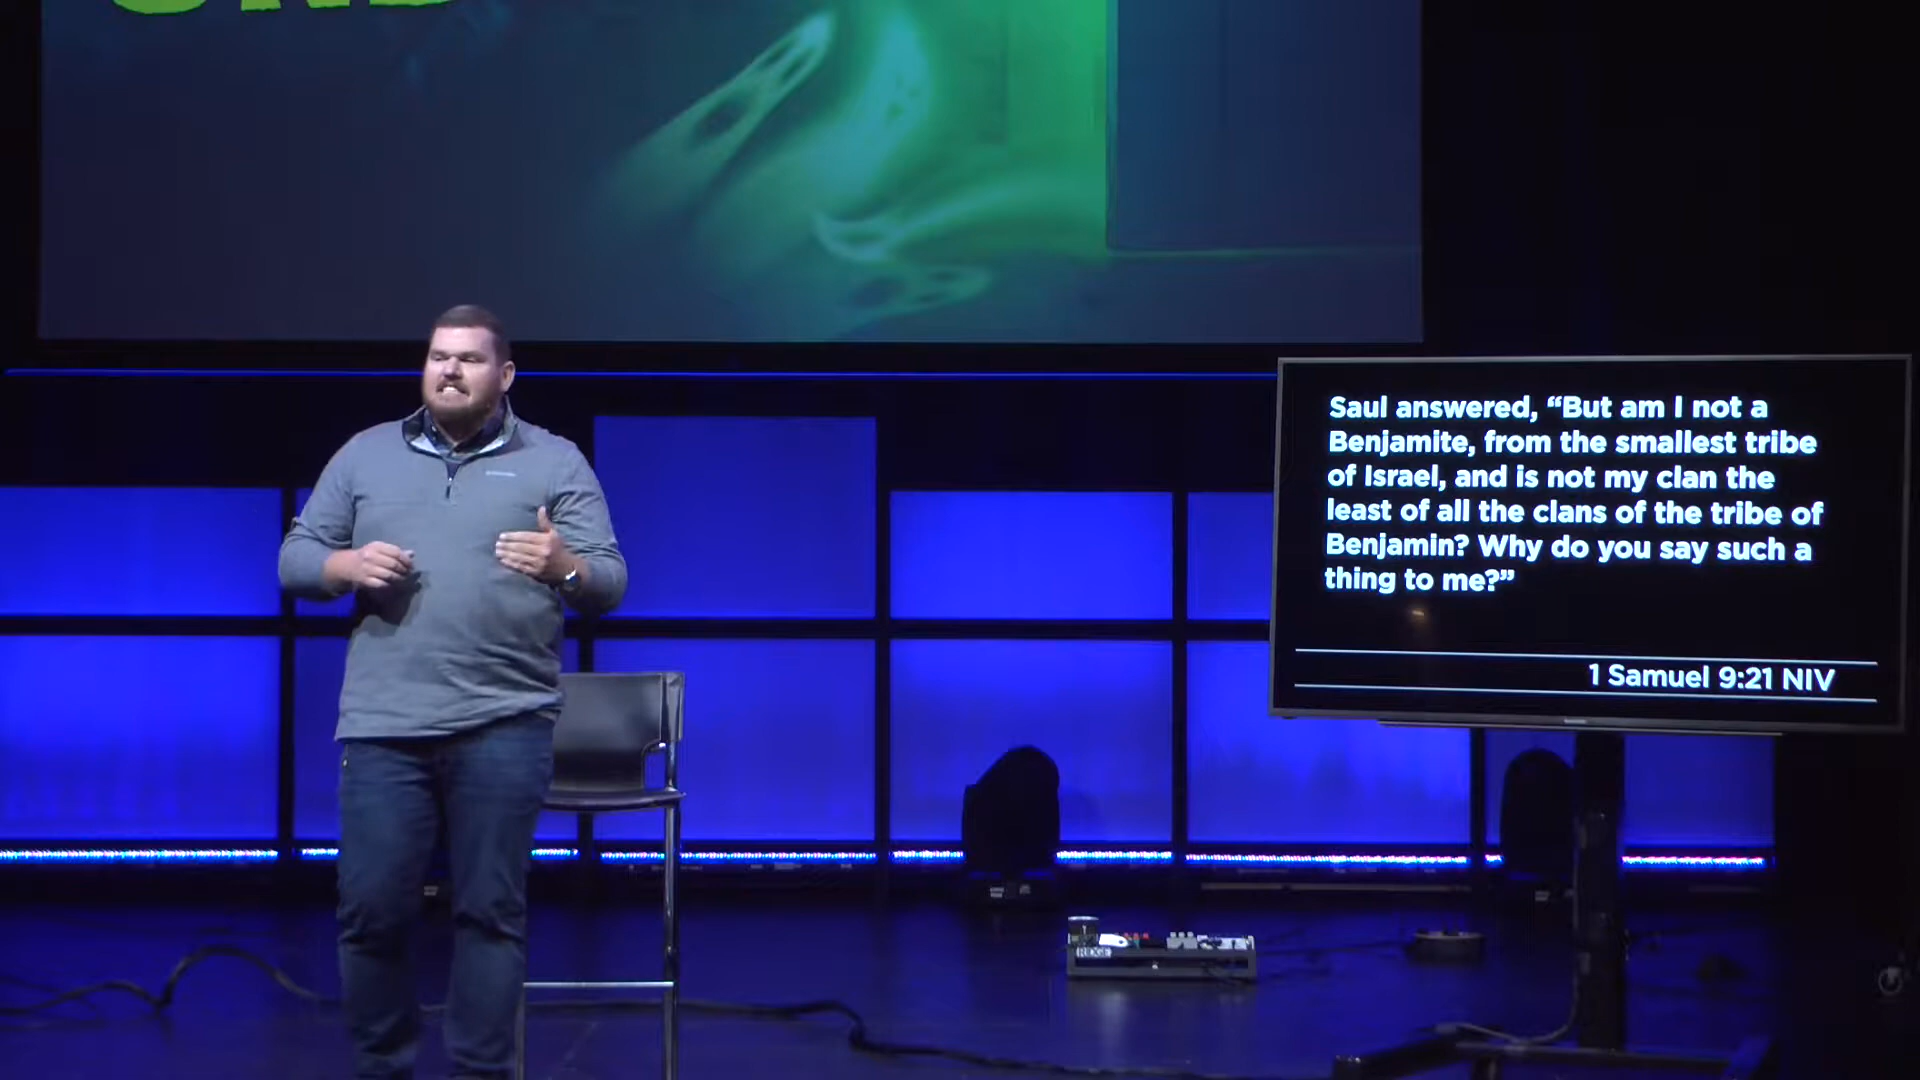 Saul answered, “But am I not a
Benjamite, from the smallest tribe
of Israel, and is not my clan the
least of all the clans of the tribe of
Benjamin? Why do you say such a
thing to me?”
1 Samuel 9:21 NIV
RIDGE